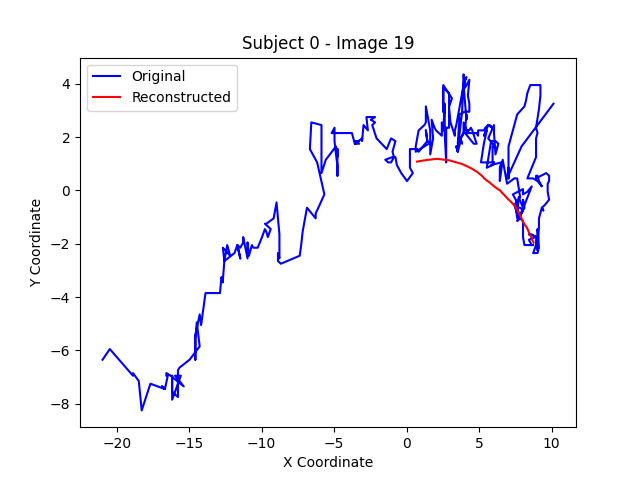 Subject 0 - Image 19
Original
Reconstructed
4
2
0
−2
−4
−6
−8
Y Coordinate
−20
−15
−10
−5
0
5
10
X Coordinate